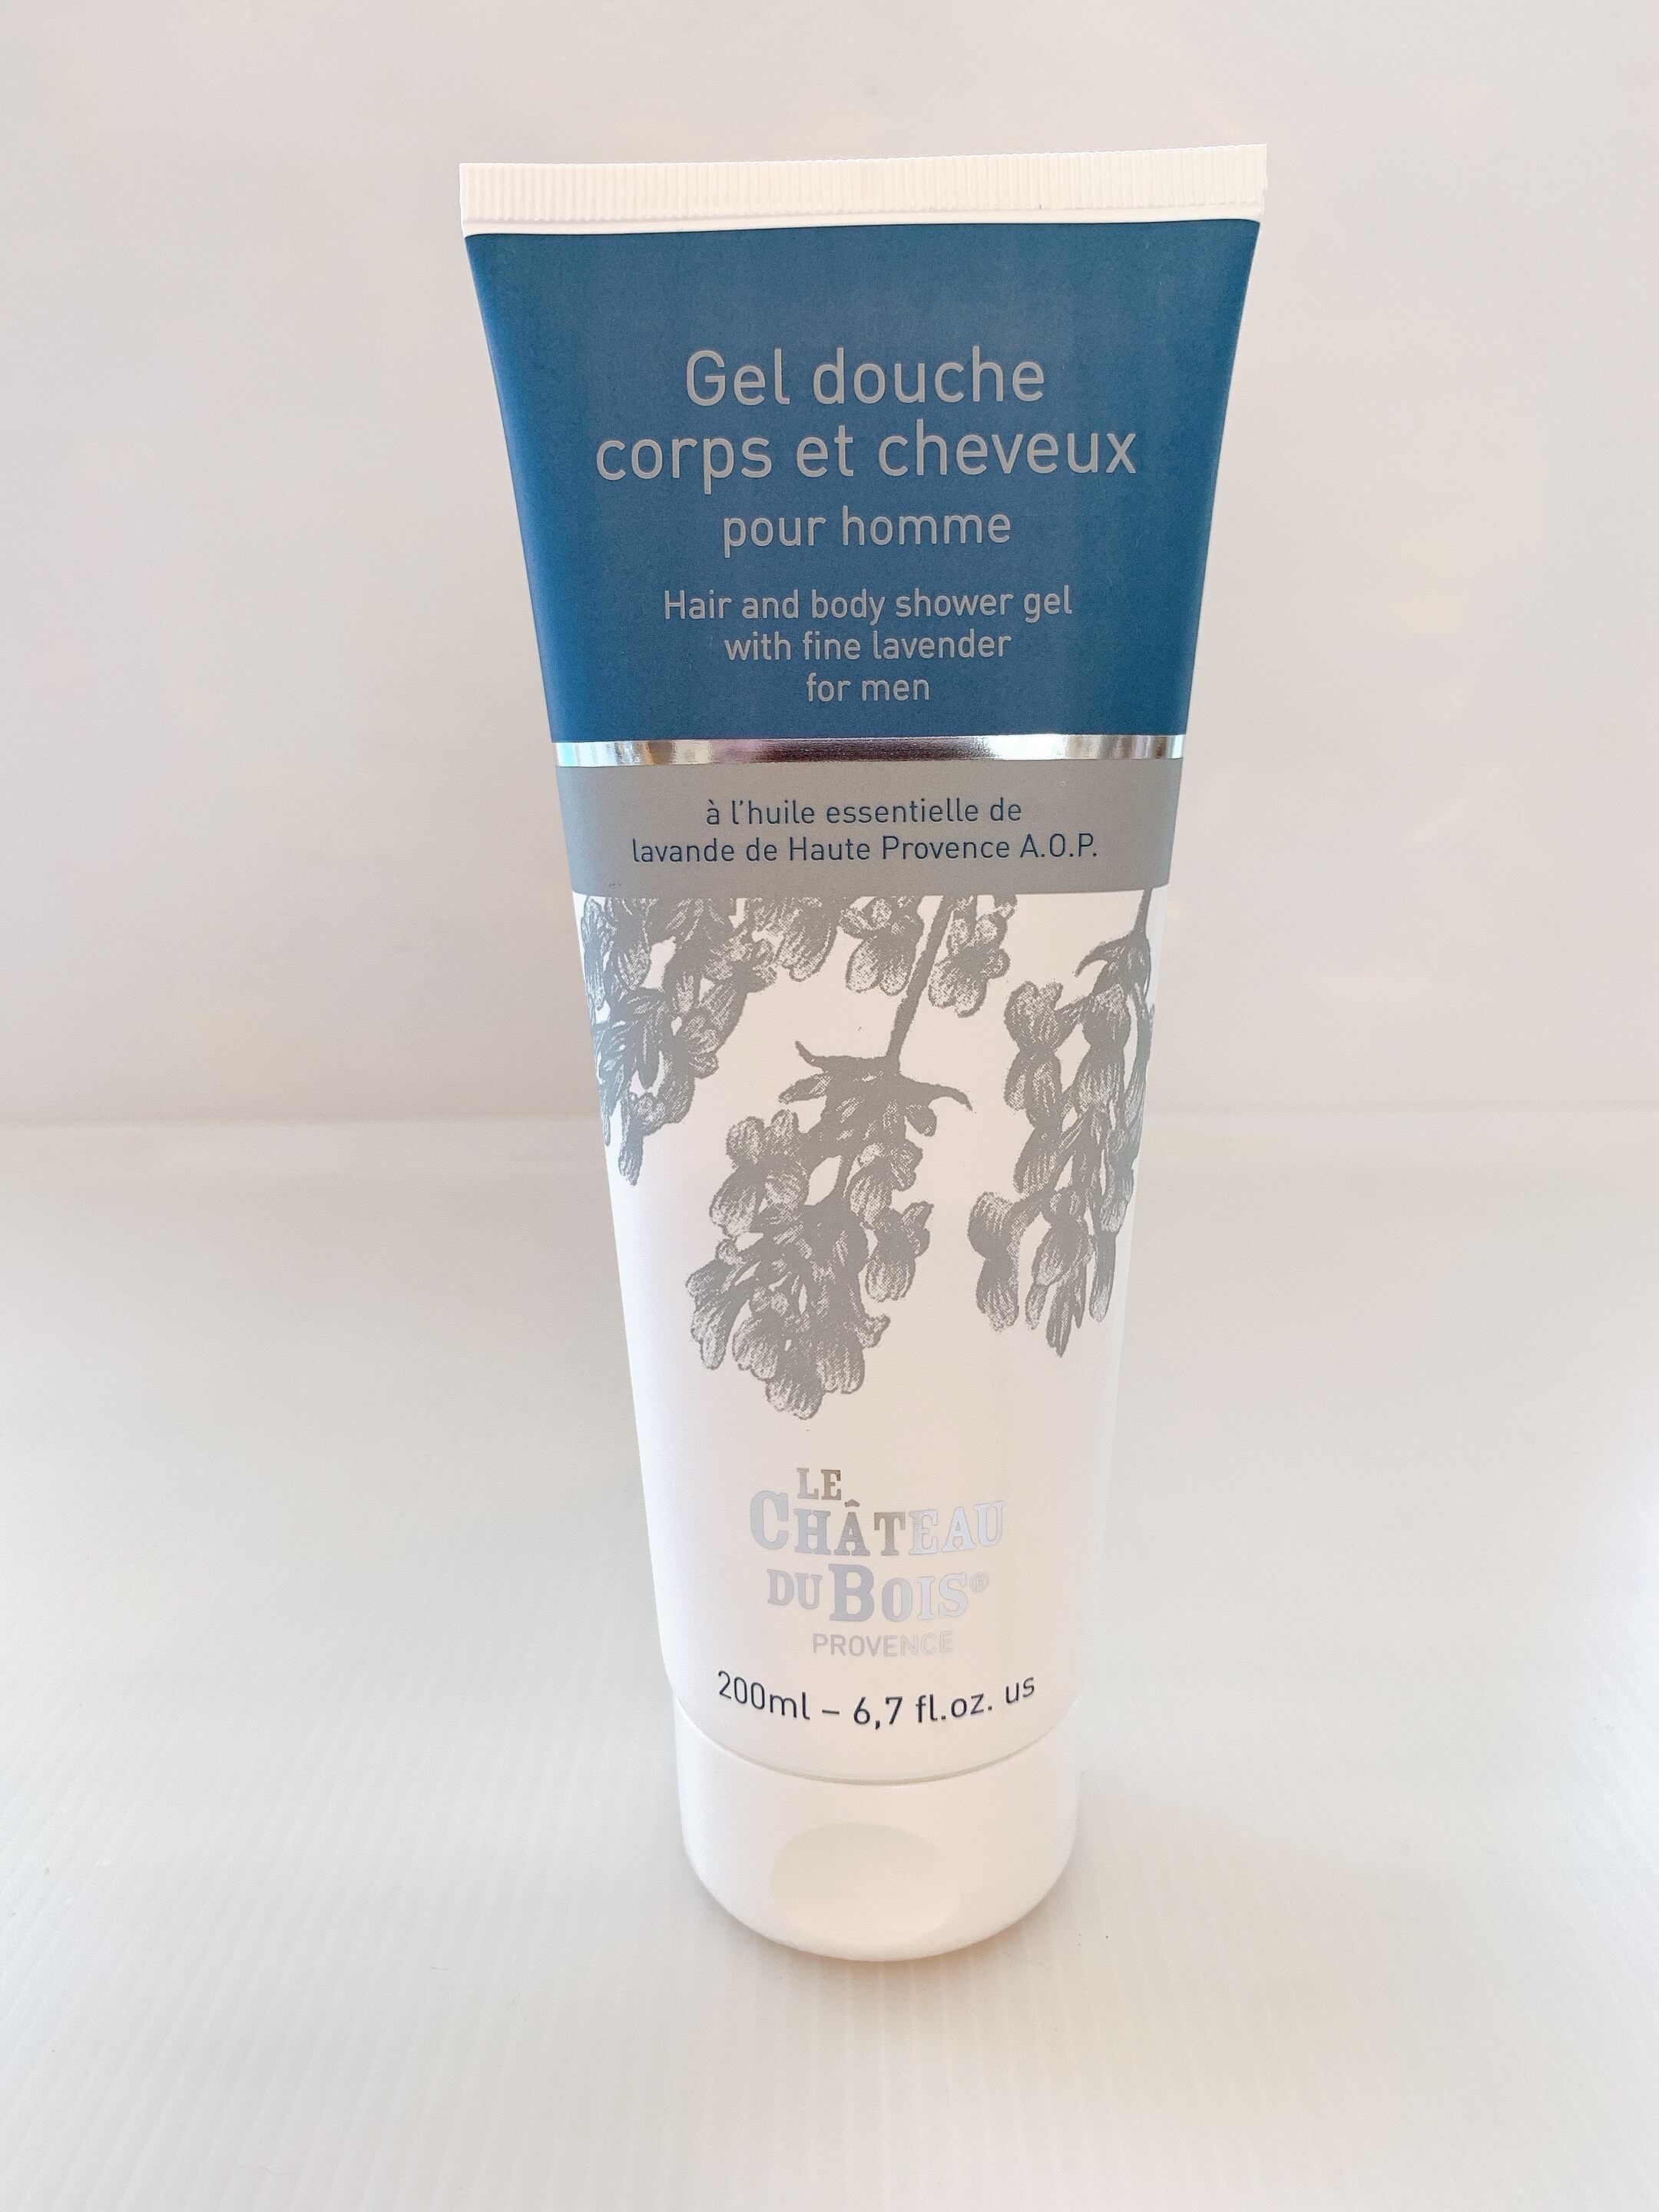 Gel douche
corps et cheveux
pour homme
Hair and body shower gel
with fine lavender
for men
à l'huile essentielle de
lavande de Haute Provence A.O.P.
LE
CHÂTEAU
DU BOIS®
PROVENCE
200ml – 6,7 fl.oz. us